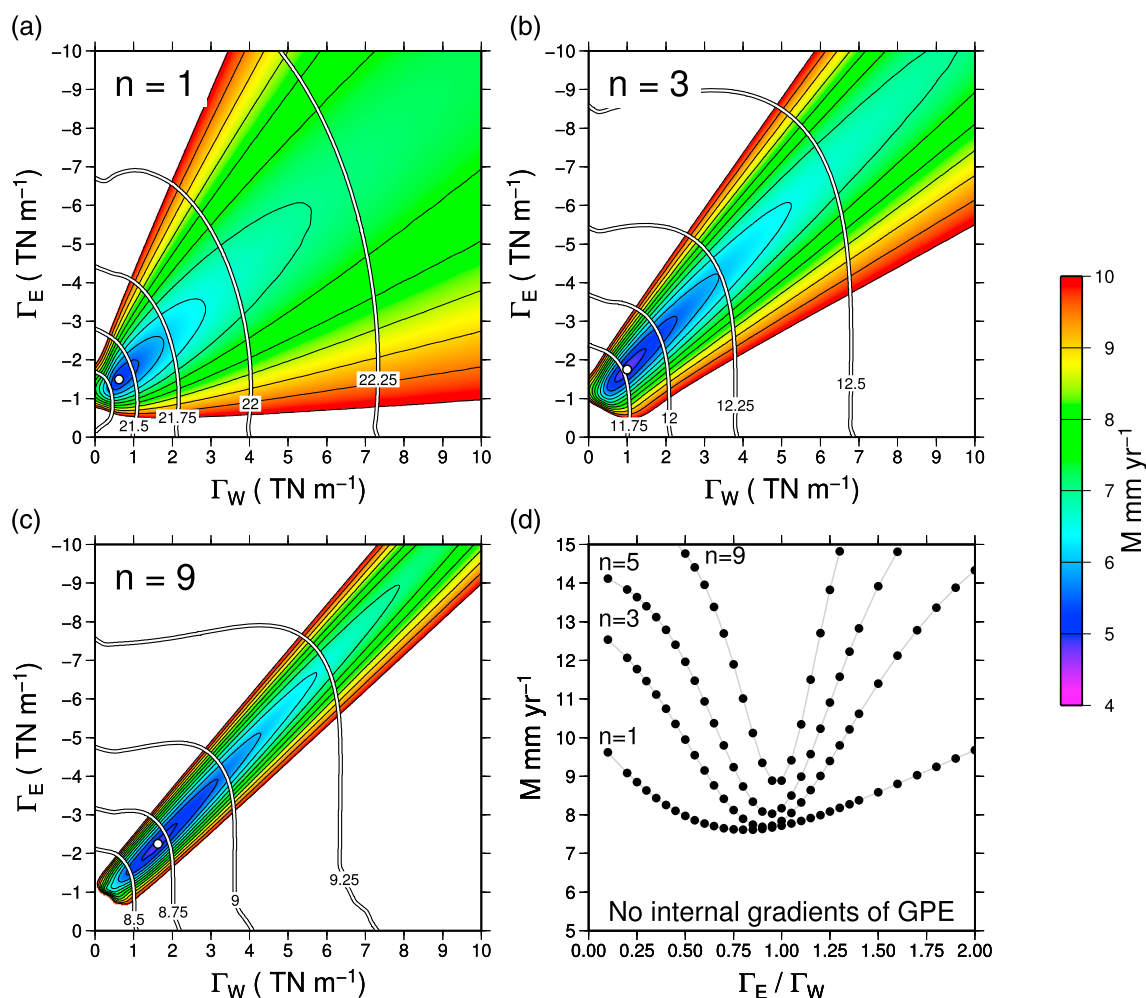 (a)
n = 1
-10
-9
-8
-7
-6
-5
-4
-3
-2
-1
0
Γ_E ( TN m⁻¹)
21.5
21.75
22
22.25
0 1 2 3 4 5 6 7 8 9 10
Γ_W ( TN m⁻¹)
(b)
n = 3
-10
-9
-8
-7
-6
-5
-4
-3
-2
-1
0
Γ_E ( TN m⁻¹)
11.75
12
12.25
12.5
0 1 2 3 4 5 6 7 8 9 10
Γ_W ( TN m⁻¹)
10
9
8
7
6
5
4
M mm yr⁻¹
(c)
n = 9
-10
-9
-8
-7
-6
-5
-4
-3
-2
-1
0
Γ_E ( TN m⁻¹)
8.5
8.75
9
9.25
0 1 2 3 4 5 6 7 8 9 10
Γ_W ( TN m⁻¹)
(d)
15
14
13
12
11
10
9
8
7
6
5
M mm yr⁻¹
n=9
n=5
n=3
n=1
No internal gradients of GPE
0.00 0.25 0.50 0.75 1.00 1.25 1.50 1.75 2.00
Γ_E / Γ_W